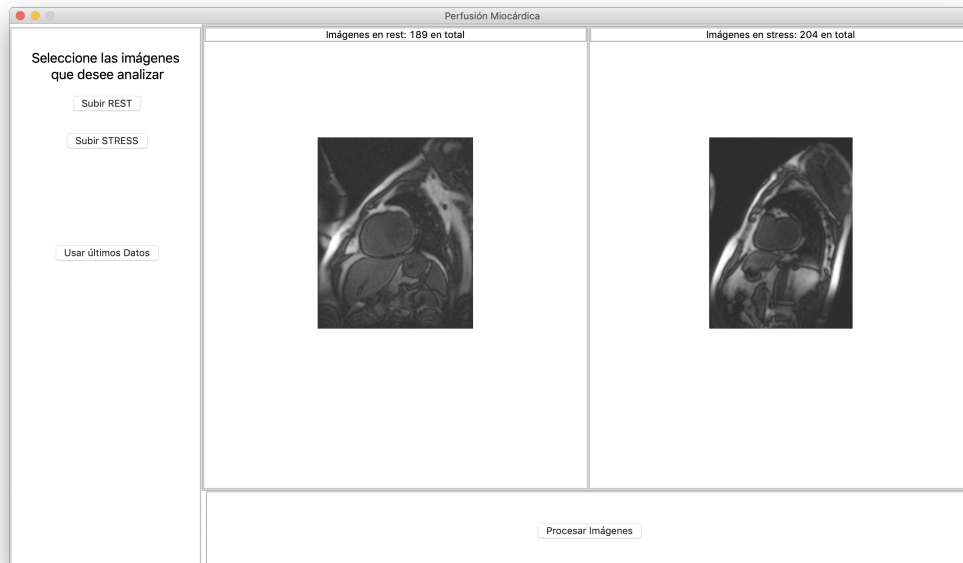 Perfusión Miocárdica
Seleccione las imágenes
que desee analizar
Subir REST
Subir STRESS
Usar últimos Datos
Imágenes en rest: 189 en total
Imágenes en stress: 204 en total
Procesar Imágenes